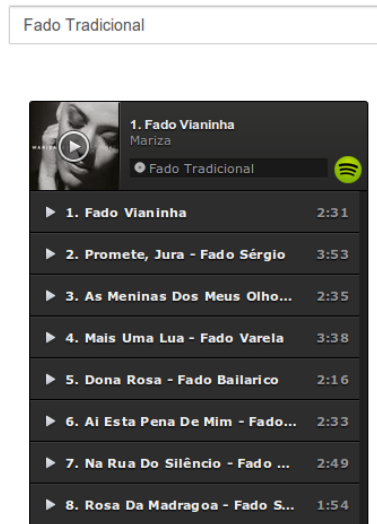 Fado Tradicional
MARIZA
1. Fado Vianinha
Mariza
Fado Tradicional
1. Fado Vianinha 2:31
2. Promete, Jura - Fado Sérgio 3:53
3. As Meninas Dos Meus Olho... 2:35
4. Mais Uma Lua - Fado Varela 3:38
5. Dona Rosa - Fado Bailarico 2:16
6. Ai Esta Pena De Mim - Fado... 2:33
7. Na Rua Do Silêncio - Fado ... 2:49
8. Rosa Da Madragoa - Fado S... 1:54